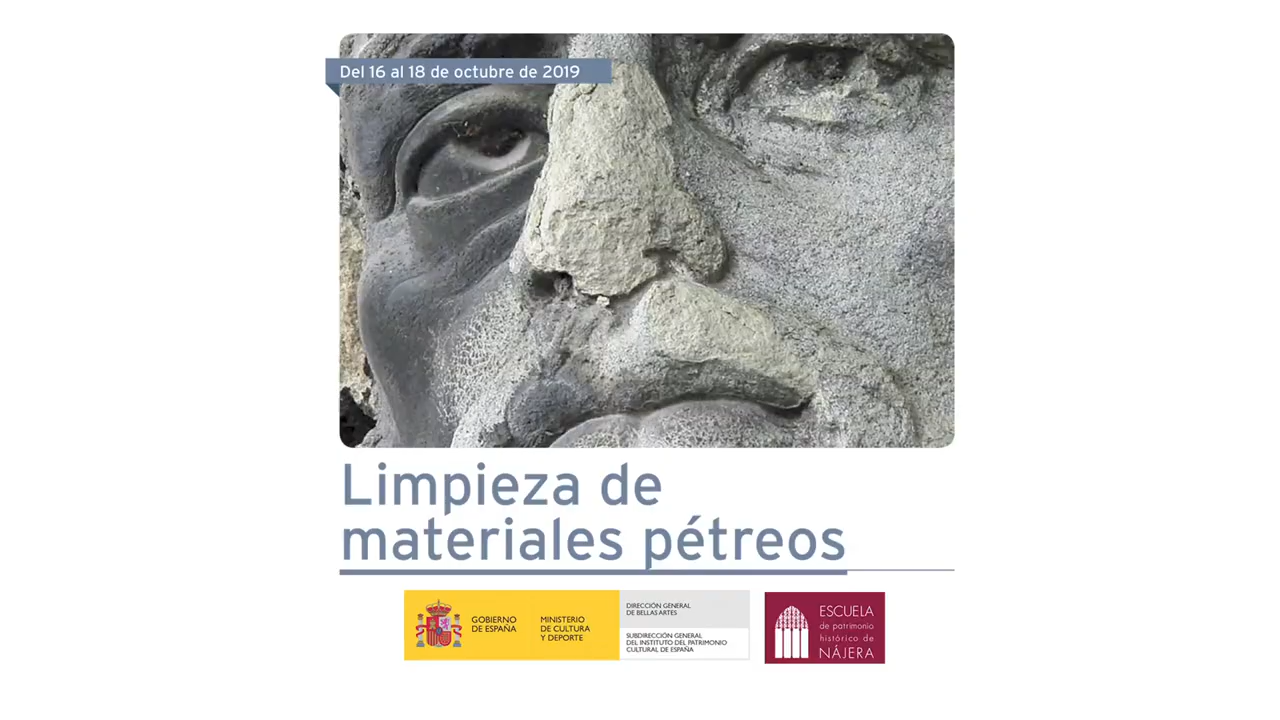 Del 16 al 18 de octubre de 2019
Limpieza de
materiales pétreos
GOBIERNO
DE ESPAÑA
MINISTERIO
DE CULTURA
Y DEPORTE
DIRECCIÓN GENERAL
DE BELLAS ARTES
SUBDIRECCIÓN GENERAL
DEL INSTITUTO DEL PATRIMONIO
CULTURAL DE ESPAÑA
ESCUELA
de patrimonio
histórico de
NÁJERA